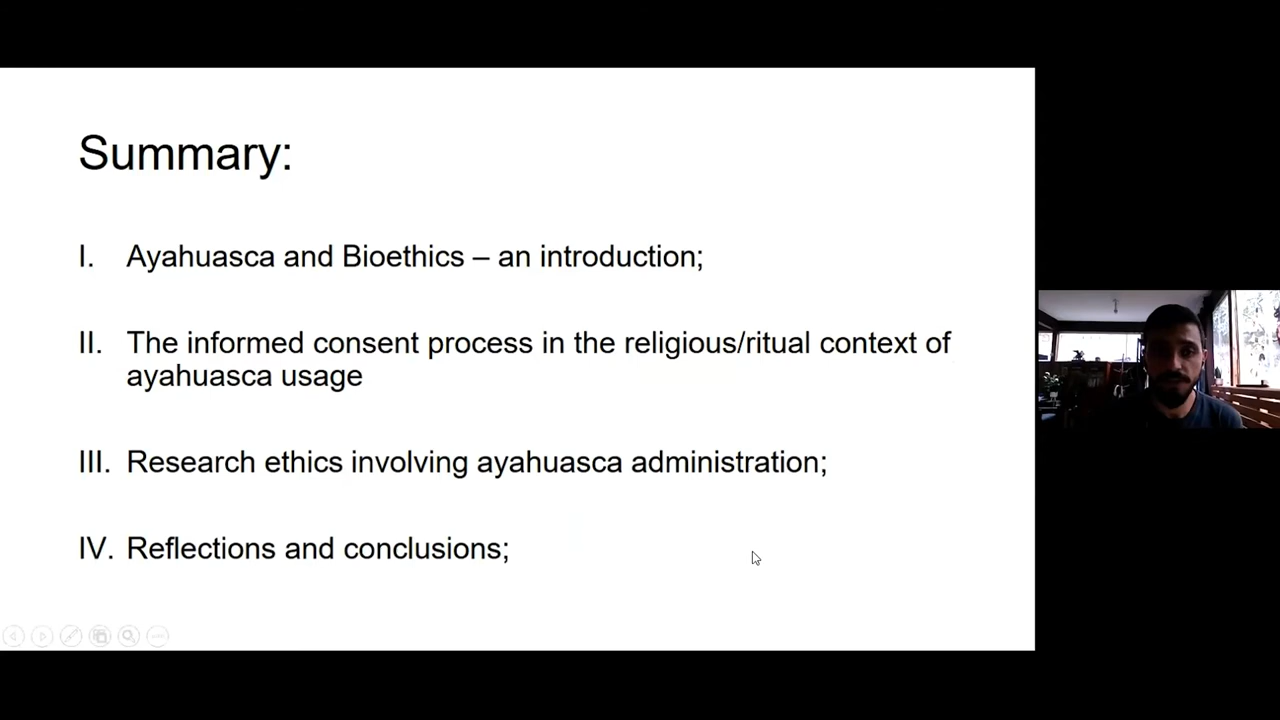 Summary:
I. Ayahuasca and Bioethics – an introduction;
II. The informed consent process in the religious/ritual context of
ayahuasca usage
III. Research ethics involving ayahuasca administration;
IV. Reflections and conclusions;